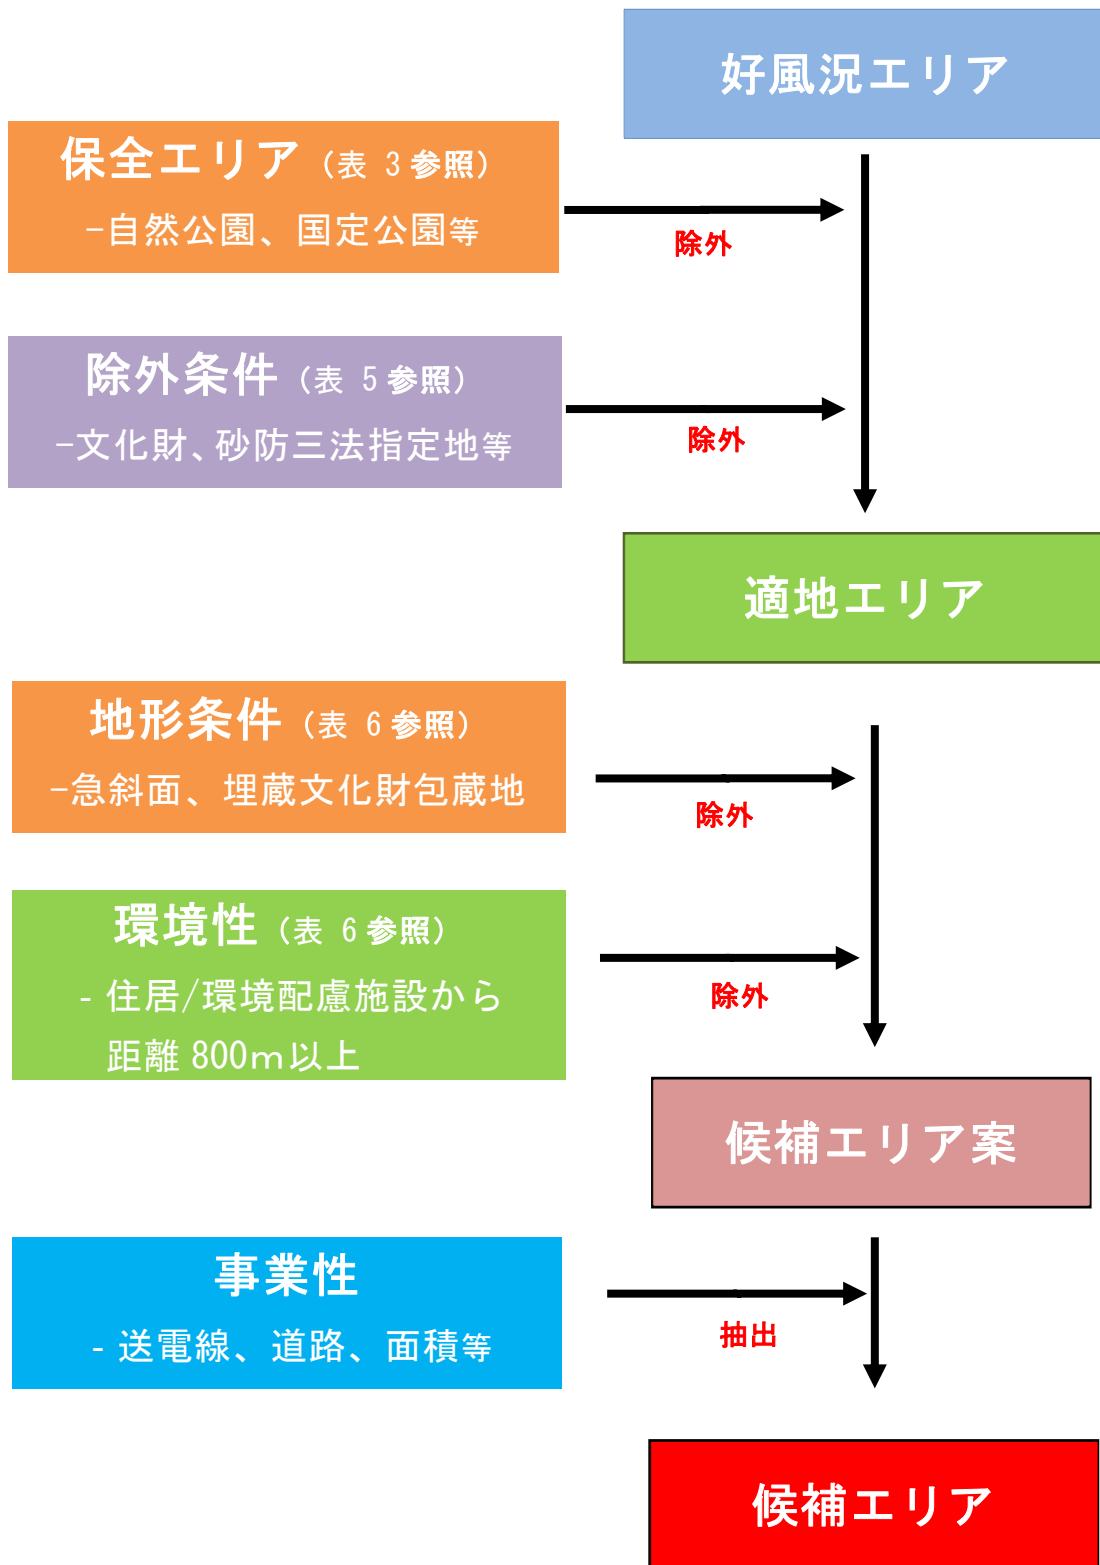 好風況エリア
保全エリア（表 3 参照）
－自然公園、国定公園等
除外
除外条件（表 5 参照）
－文化財、砂防三法指定地等
除外
適地エリア
地形条件（表 6 参照）
－急斜面、埋蔵文化財包蔵地
除外
環境性（表 6 参照）
- 住居/環境配慮施設から
距離 800ｍ以上
除外
候補エリア案
事業性
- 送電線、道路、面積等
抽出
候補エリア